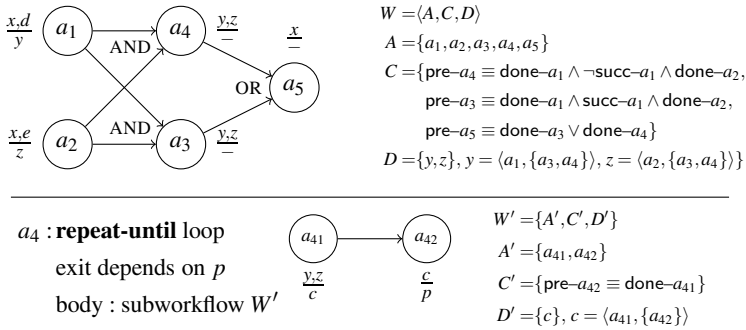 x,d
y
a₁
a₄
y,z
–
x
–
AND
OR
a₅
x,e
z
a₂
AND
a₃
y,z
–
W =⟨A,C,D⟩
A ={a₁,a₂,a₃,a₄,a₅}
C ={pre–a₄ ≡ done–a₁ ∧ ¬succ–a₁ ∧ done–a₂,
pre–a₃ ≡ done–a₁ ∧ succ–a₁ ∧ done–a₂,
pre–a₅ ≡ done–a₃ ∨ done–a₄}
D ={y,z}, y = ⟨a₁,{a₃,a₄}⟩, z = ⟨a₂,{a₃,a₄}⟩}
a₄ : repeat-until loop
exit depends on p
body : subworkflow W′
a₄₁
a₄₂
y,z
c
c
p
W′ ={A′,C′,D′}
A′ ={a₄₁,a₄₂}
C′ ={pre–a₄₂ ≡ done–a₄₁}
D′ ={c}, c = ⟨a₄₁,{a₄₂}⟩